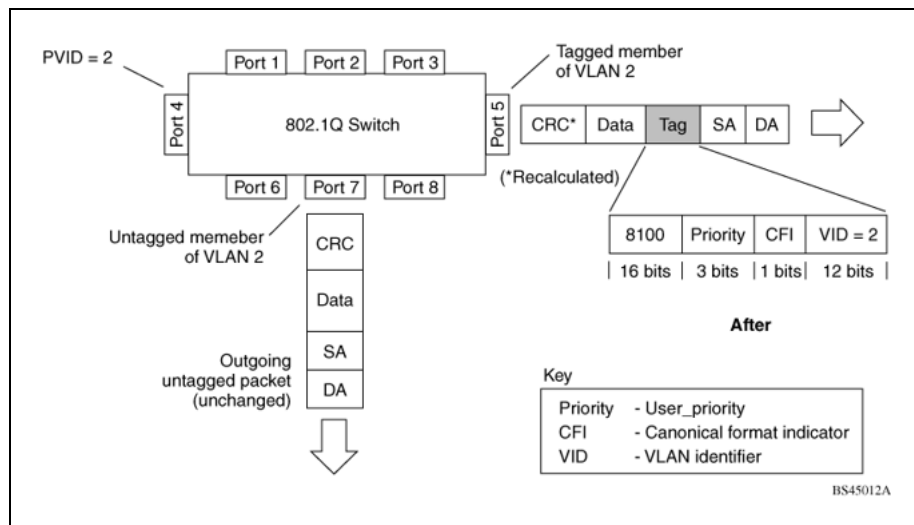 PVID = 2
Port 1
Port 2
Port 3
Tagged member
of VLAN 2
Port 4
802.1Q Switch
Port 5
CRC*
Data
Tag
SA
DA
(*Recalculated)
Port 6
Port 7
Port 8
Untagged memeber
of VLAN 2
CRC
Data
SA
DA
Outgoing
untagged packet
(unchanged)
8100
Priority
CFI
VID = 2
16 bits
3 bits
1 bits
12 bits
After
Key
Priority - User_priority
CFI - Canonical format indicator
VID - VLAN identifier
BS45012A